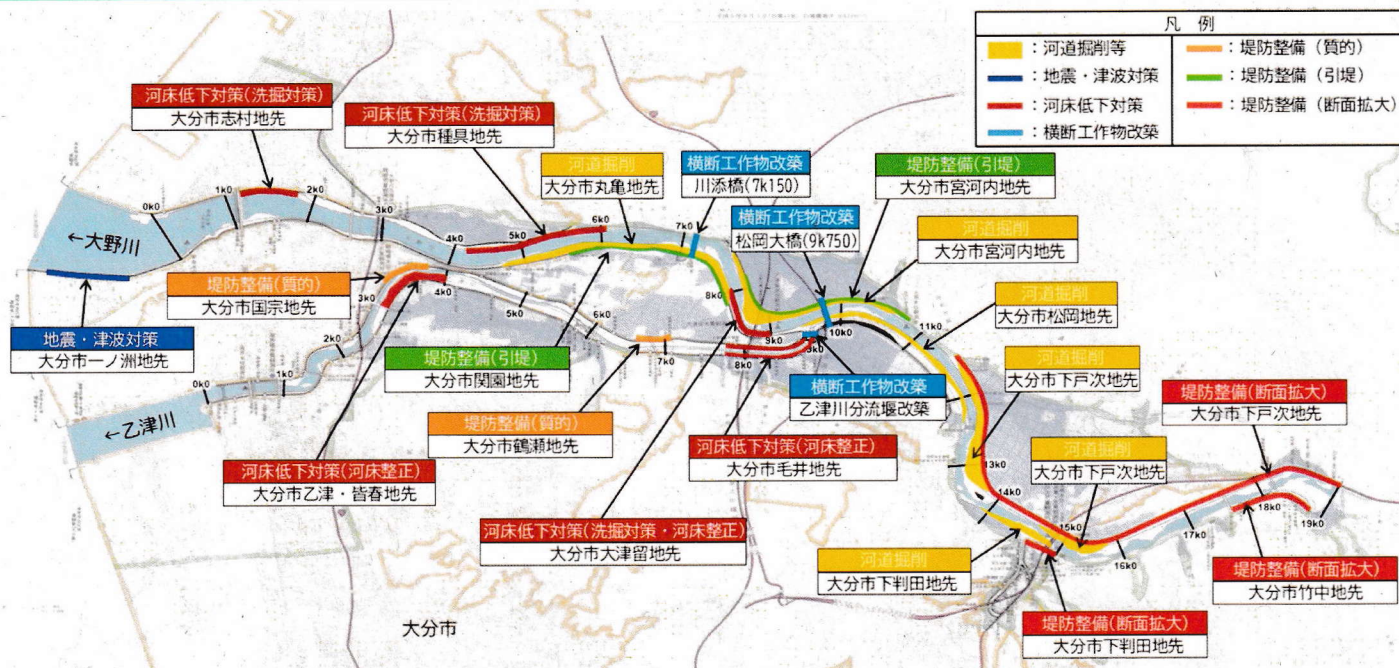 凡 例
：河道掘削等
：地震・津波対策
：河床低下対策
：横断工作物改築
：堤防整備（質的）
：堤防整備（引堤）
：堤防整備（断面拡大）
河床低下対策(洗掘対策)
大分市志村地先
河床低下対策(洗掘対策)
大分市種具地先
河道掘削
大分市丸亀地先
横断工作物改築
川添橋(7k150)
堤防整備(引堤)
大分市宮河内地先
横断工作物改築
松岡大橋(9k750)
河道掘削
大分市宮河内地先
河道掘削
大分市松岡地先
河道掘削
大分市下戸次地先
堤防整備(断面拡大)
大分市下戸次地先
河道掘削
大分市下戸次地先
←大野川
0k0
1k0
2k0
3k0
4k0
5k0
6k0
7k0
8k0
9k0
10k0
11k0
13k0
14k0
15k0
16k0
17k0
18k0
19k0
堤防整備(質的)
大分市国宗地先
地震・津波対策
大分市一ノ洲地先
←乙津川
0k0
1k0
2k0
3k0
4k0
5k0
6k0
7k0
8k0
9k0
堤防整備(引堤)
大分市関園地先
堤防整備(質的)
大分市鶴瀬地先
横断工作物改築
乙津川分流堰改築
河床低下対策(河床整正)
大分市毛井地先
河床低下対策(河床整正)
大分市乙津・皆春地先
河床低下対策(洗掘対策・河床整正)
大分市大津留地先
河道掘削
大分市下判田地先
堤防整備(断面拡大)
大分市竹中地先
堤防整備(断面拡大)
大分市下判田地先
大分市